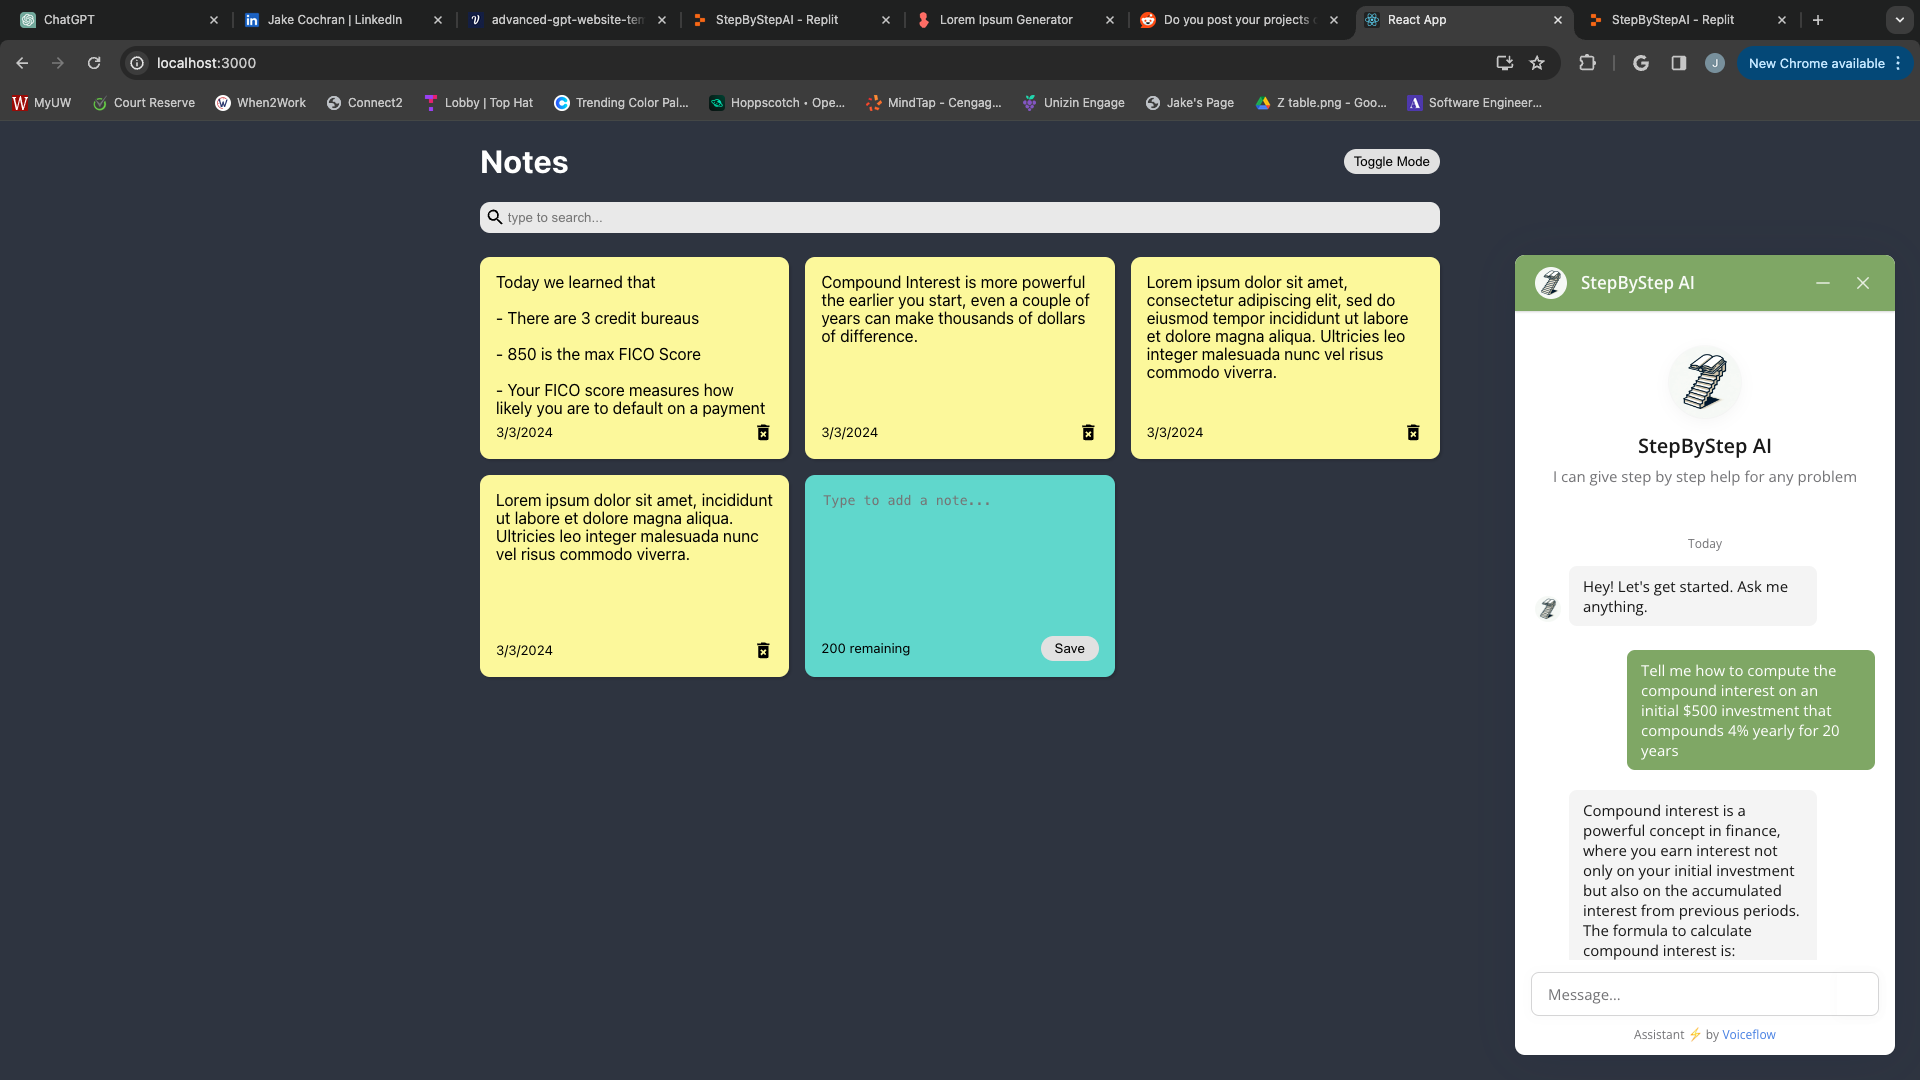 ChatGPT
Jake Cochran | LinkedIn
advanced-gpt-website-ten
StepByStepAI - Replit
Lorem Ipsum Generator
Do you post your projects
React App
StepByStepAI - Replit
localhost:3000
J
New Chrome available
MyUW
Court Reserve
When2Work
Connect2
Lobby | Top Hat
Trending Color Pal...
Hoppscotch • Ope...
MindTap - Cengag...
Unizin Engage
Jake's Page
Z table.png - Goo...
Software Engineer...
Notes
Toggle Mode
type to search...
Today we learned that
- There are 3 credit bureaus
- 850 is the max FICO Score
- Your FICO score measures how
likely you are to default on a payment
3/3/2024
Compound Interest is more powerful
the earlier you start, even a couple of
years can make thousands of dollars
of difference.
3/3/2024
Lorem ipsum dolor sit amet,
consectetur adipiscing elit, sed do
eiusmod tempor incididunt ut labore
et dolore magna aliqua. Ultricies leo
integer malesuada nunc vel risus
commodo viverra.
3/3/2024
Lorem ipsum dolor sit amet, incididunt
ut labore et dolore magna aliqua.
Ultricies leo integer malesuada nunc
vel risus commodo viverra.
3/3/2024
Type to add a note...
200 remaining
Save
StepByStep AI
StepByStep AI
I can give step by step help for any problem
Today
Hey! Let's get started. Ask me
anything.
Tell me how to compute the
compound interest on an
initial $500 investment that
compounds 4% yearly for 20
years
Compound interest is a
powerful concept in finance,
where you earn interest not
only on your initial investment
but also on the accumulated
interest from previous periods.
The formula to calculate
compound interest is:
Message...
Assistant ⚡ by Voiceflow